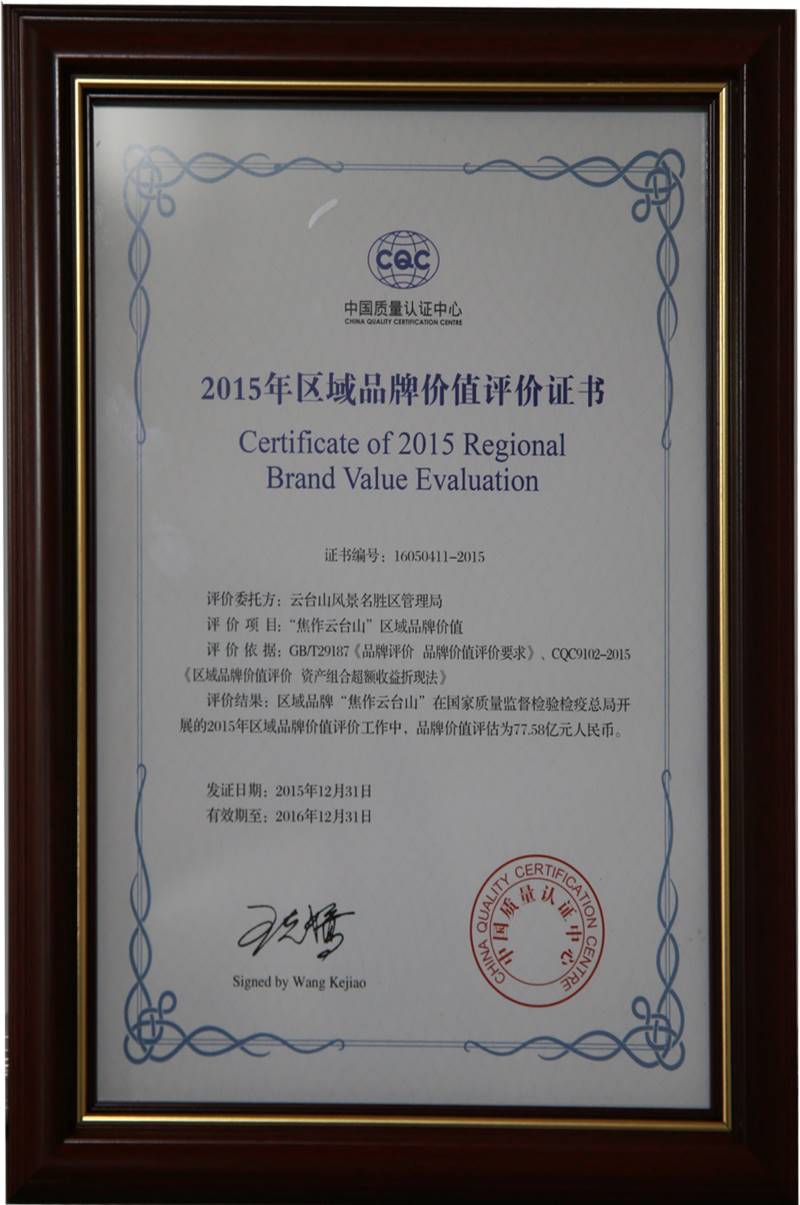 CQC
中国质量认证中心
CHINA QUALITY CERTIFICATION CENTRE
2015年区域品牌价值评价证书
Certificate of 2015 Regional
Brand Value Evaluation
证书编号：16050411-2015
评价委托方：云台山风景名胜区管理局
评 价 项 目：“焦作云台山”区域品牌价值
评 价 依 据：GB/T29187《品牌评价 品牌价值评价要求》、CQC9102-2015
《区域品牌价值评价 资产组合超额收益折现法》
评价结果：区域品牌“焦作云台山”在国家质量监督检验检疫总局开
展的2015年区域品牌价值评价工作中，品牌价值评估为77.58亿元人民币。
发证日期：2015年12月31日
有效期至：2016年12月31日
王克娇
Signed by Wang Kejiao
CHINA QUALITY CERTIFICATION CENTRE
中国质量认证中心